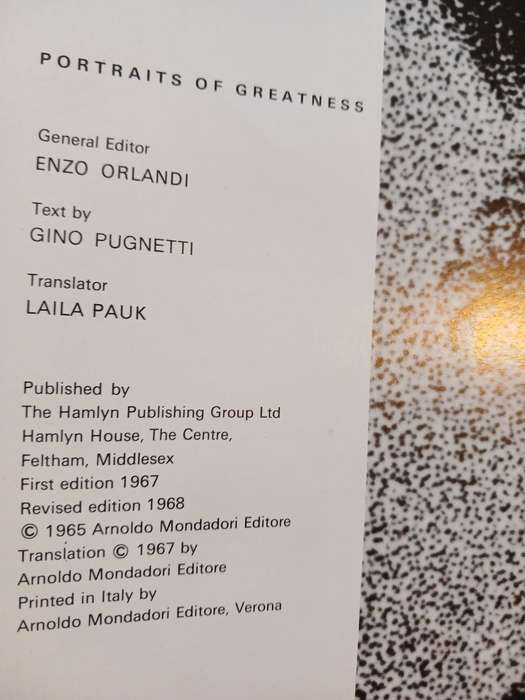 PORTRAITS OF GREATNESS
General Editor
ENZO ORLANDI
Text by
GINO PUGNETTI
Translator
LAILA PAUK
Published by
The Hamlyn Publishing Group Ltd
Hamlyn House, The Centre,
Feltham, Middlesex
First edition 1967
Revised edition 1968
© 1965 Arnoldo Mondadori Editore
Translation © 1967 by
Arnoldo Mondadori Editore
Printed in Italy by
Arnoldo Mondadori Editore, Verona